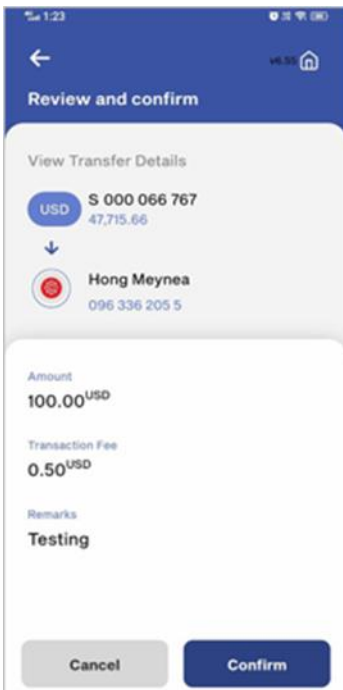 1:23
v6.55
Review and confirm
View Transfer Details
USD
S 000 066 767
47,715.66
Hong Meynea
096 336 205 5
Amount
100.00USD
Transaction Fee
0.50USD
Remarks
Testing
Cancel
Confirm